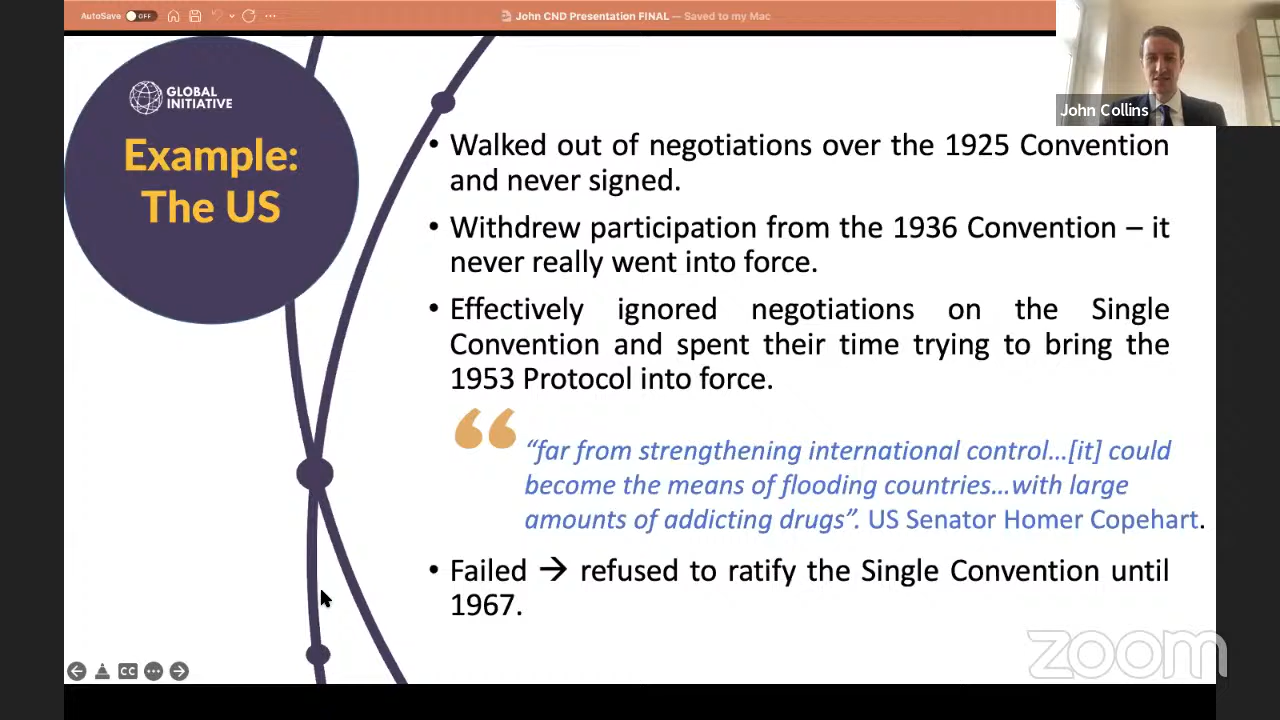 AutoSave OFF
John CND Presentation FINAL — Saved to my Mac
John Collins
GLOBAL
INITIATIVE
Example:
The US
• Walked out of negotiations over the 1925 Convention
and never signed.
• Withdrew participation from the 1936 Convention – it
never really went into force.
• Effectively ignored negotiations on the Single
Convention and spent their time trying to bring the
1953 Protocol into force.
“far from strengthening international control...[it] could
become the means of flooding countries...with large
amounts of addicting drugs”. US Senator Homer Copehart.
• Failed → refused to ratify the Single Convention until
1967.
CC
zoom